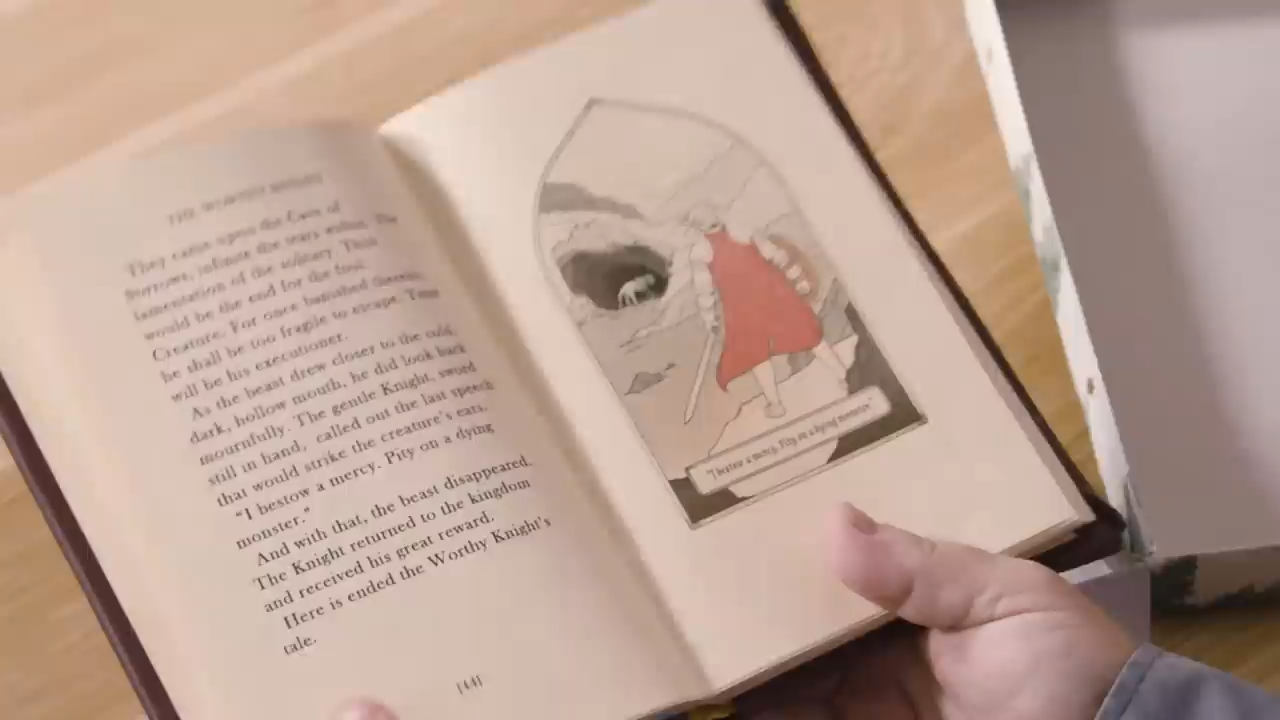 THE WORTHY KNIGHT
They came upon the Cave of
Sorrows, infinite the tears within. The
lamentation of the solitary. This
would be the end for the foul
Creature. For once banished therein,
he shall be too fragile to escape. Time
will be his executioner.
As the beast drew closer to the cold,
dark, hollow mouth, he did look back
mournfully. The gentle Knight, sword
still in hand, called out the last speech
that would strike the creature's ears.
"I bestow a mercy. Pity on a dying
monster."
And with that, the beast disappeared.
The Knight returned to the kingdom
and received his great reward.
Here is ended the Worthy Knight's
tale.
[44]
"I bestow a mercy. Pity on a dying monster."